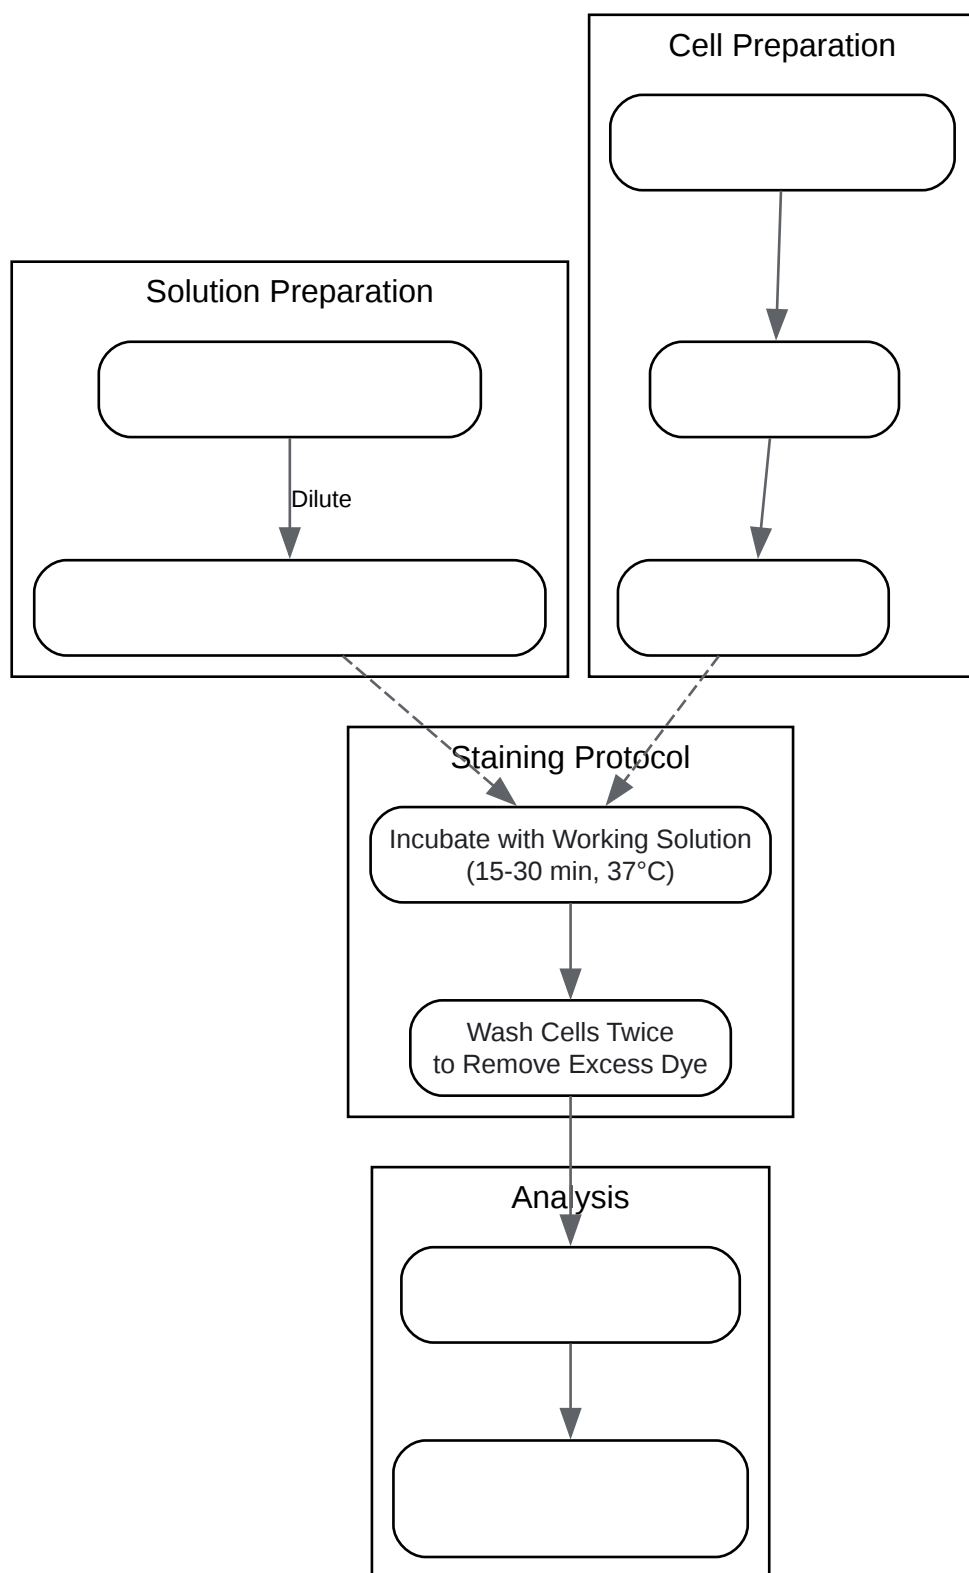 Cell Preparation
Solution Preparation
Dilute
Staining Protocol
Incubate with Working Solution
(15-30 min, 37°C)
Wash Cells Twice
to Remove Excess Dye
Analysis